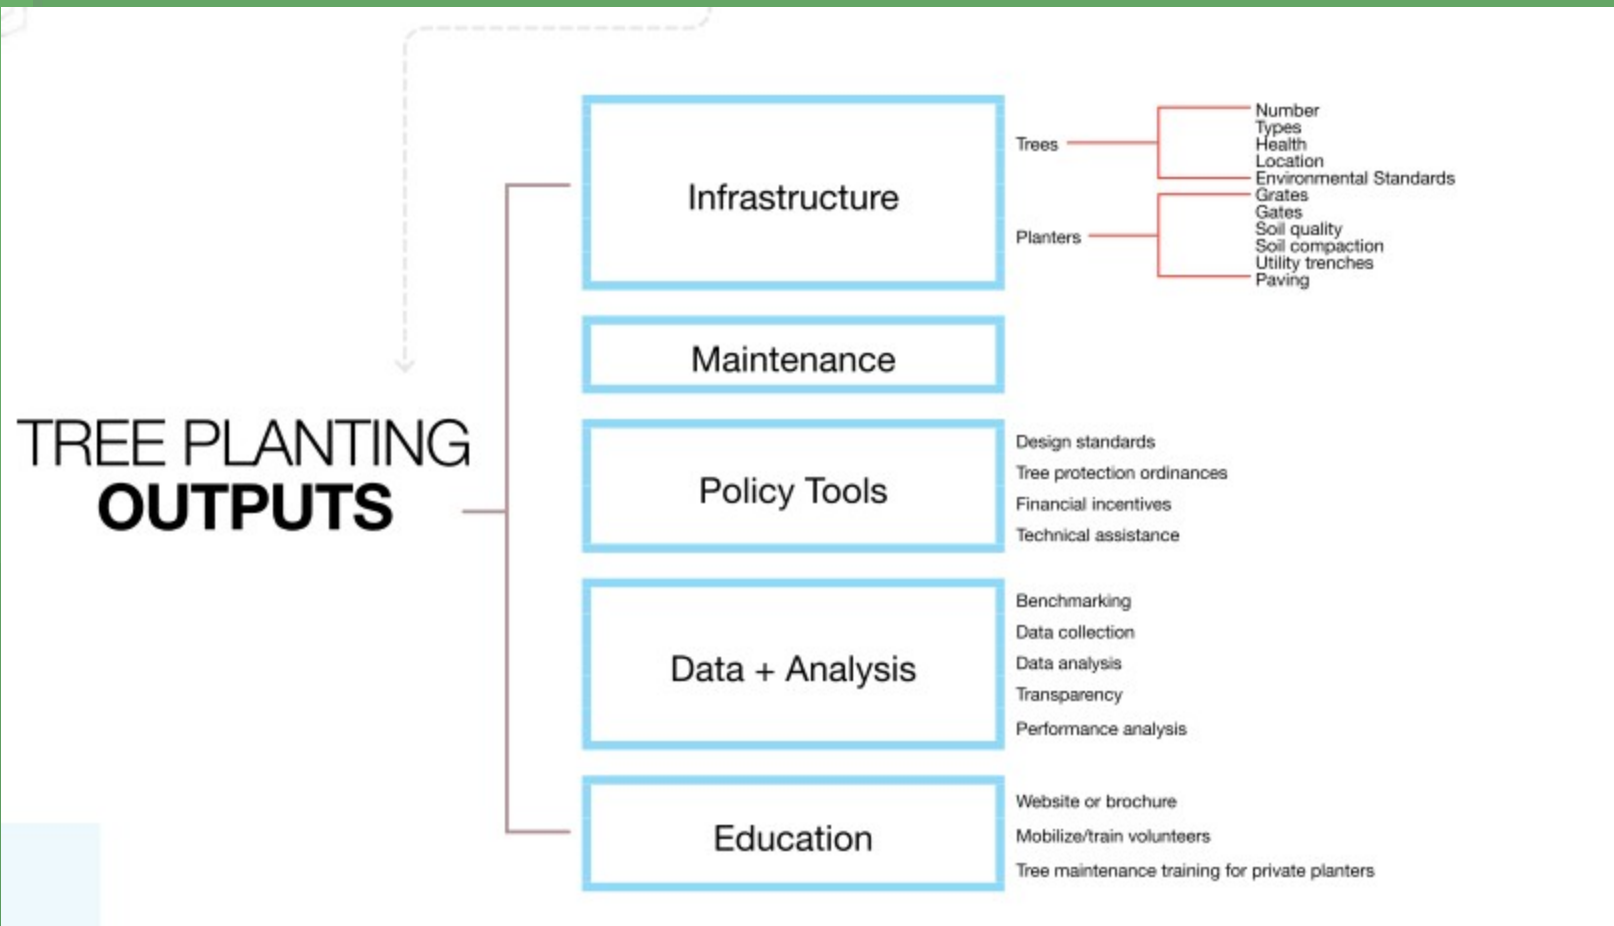 TREE PLANTING
OUTPUTS
Infrastructure
Trees
Number
Types
Health
Location
Environmental Standards
Planters
Grates
Gates
Soil quality
Soil compaction
Utility trenches
Paving
Maintenance
Policy Tools
Design standards
Tree protection ordinances
Financial incentives
Technical assistance
Data + Analysis
Benchmarking
Data collection
Data analysis
Transparency
Performance analysis
Education
Website or brochure
Mobilize/train volunteers
Tree maintenance training for private planters